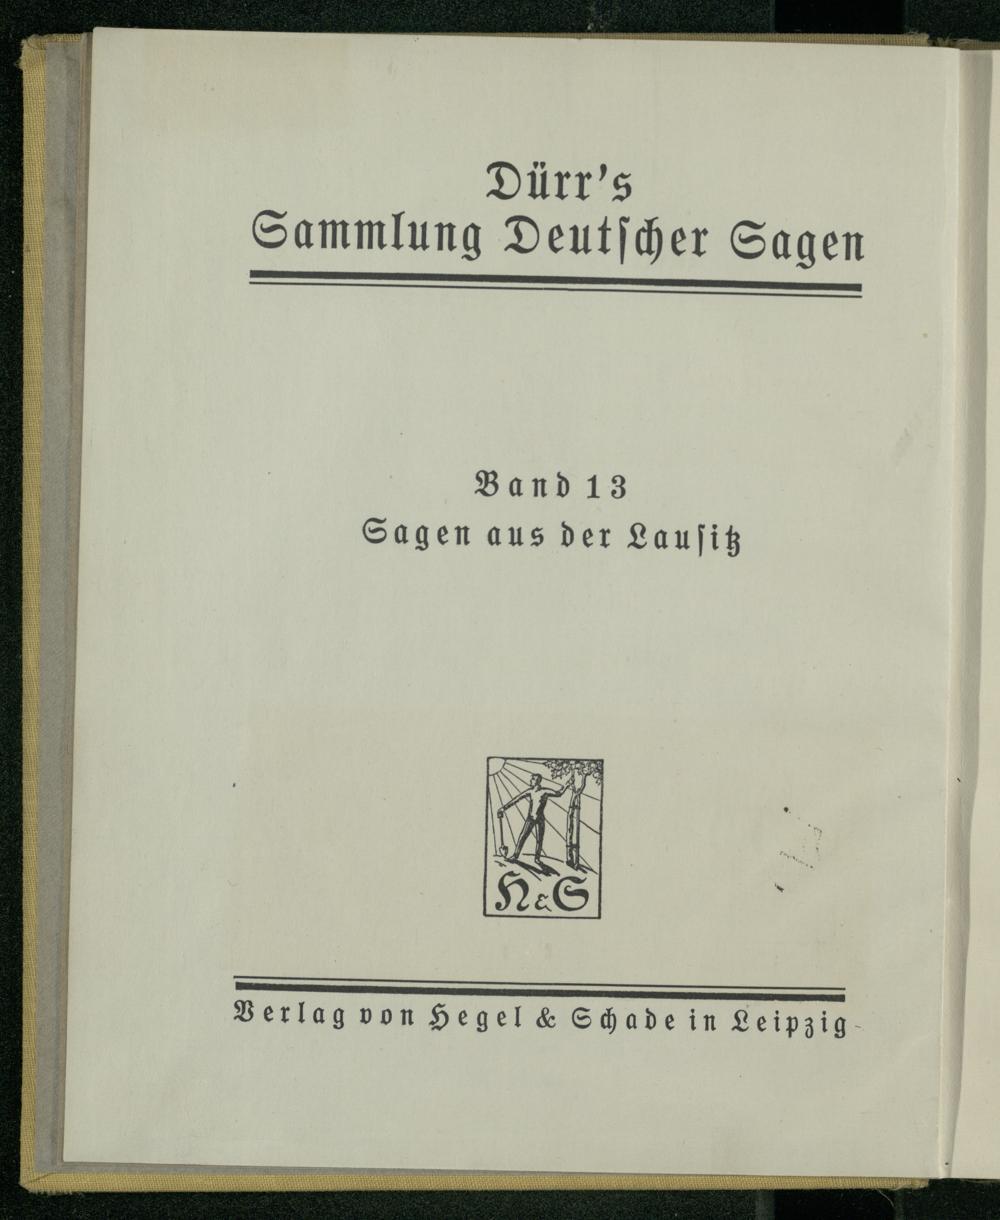 Dürr's
Sammlung Deutſcher Sagen
Band 13
Sagen aus der Lauſitz
H & S
Verlag von Hegel & Schade in Leipzig